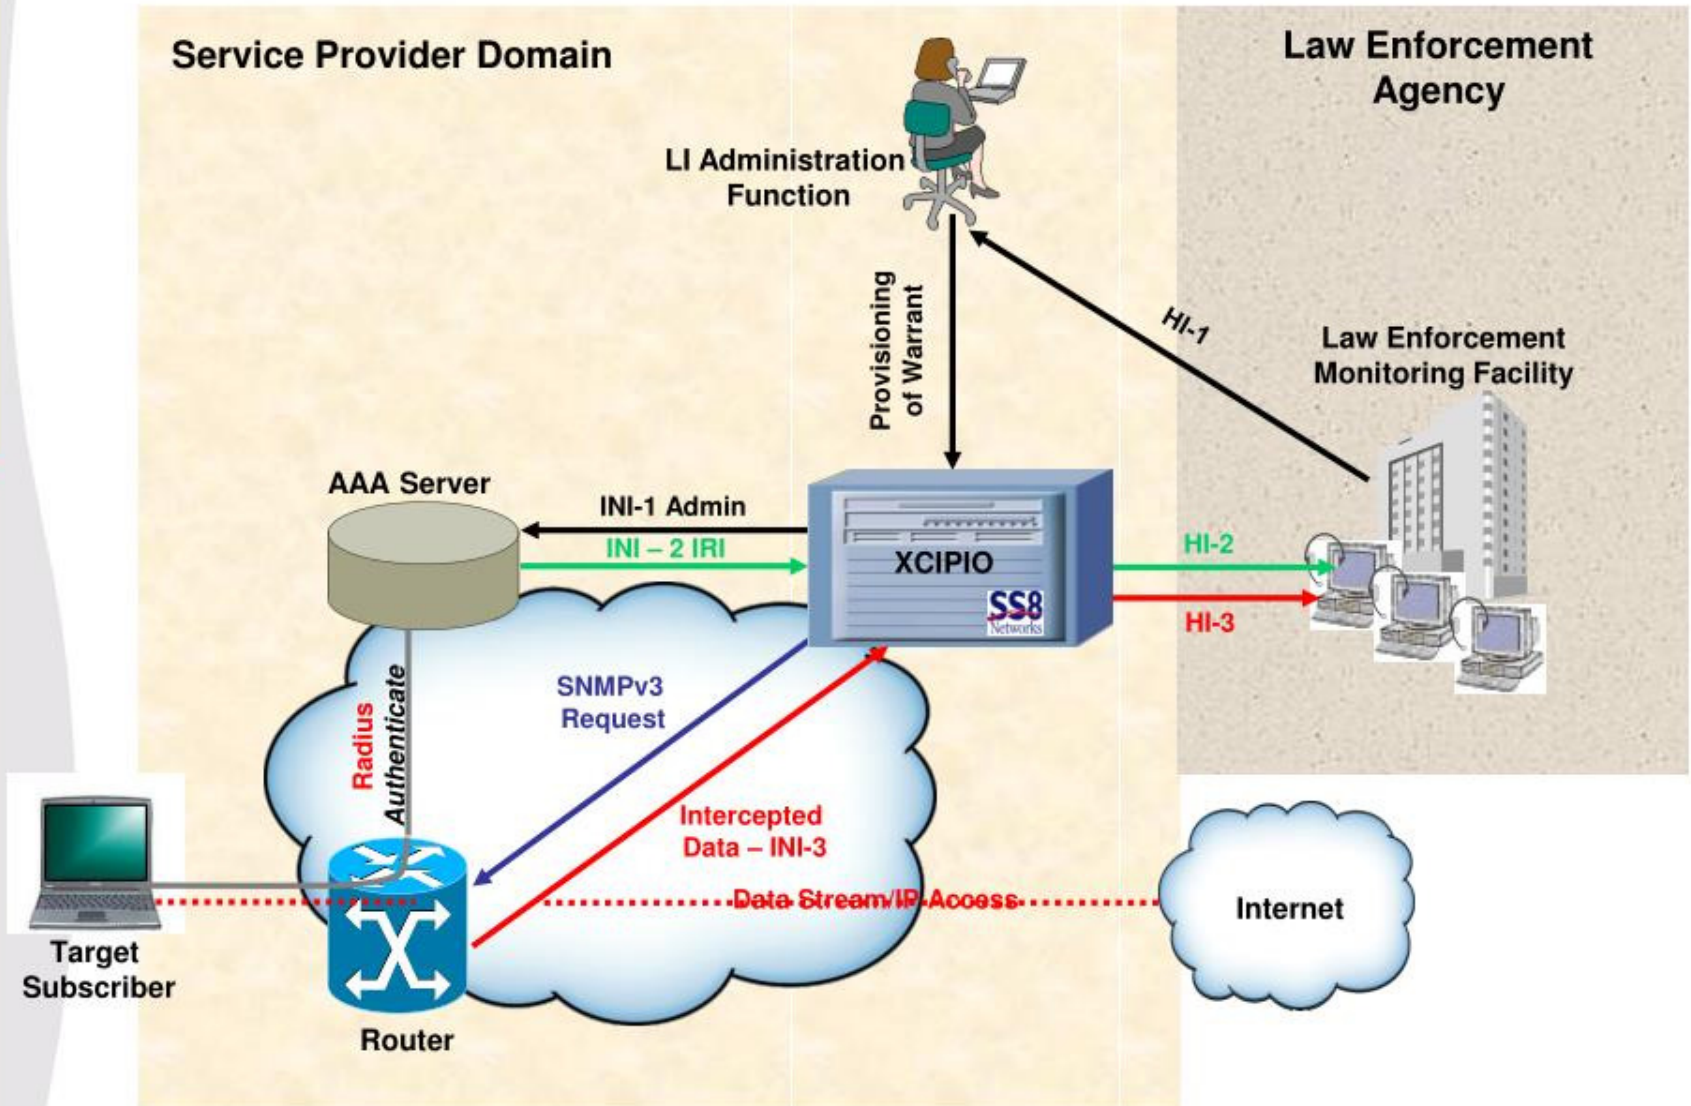 Service Provider Domain
Law Enforcement
Agency
LI Administration
Function
Provisioning
of Warrant
HI-1
Law Enforcement
Monitoring Facility
AAA Server
INI-1 Admin
INI – 2 IRI
XCIPIO
SS8
Networks
HI-2
HI-3
SNMPv3
Request
Radius
Authenticate
Intercepted
Data – INI-3
Data Stream/IP Access
Internet
Target
Subscriber
Router